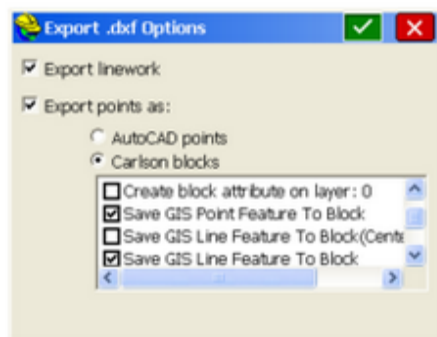 Export .dxf Options
Export linework
Export points as:
AutoCAD points
Carlson blocks
Create block attribute on layer: 0
Save GIS Point Feature To Block
Save GIS Line Feature To Block(Cente
Save GIS Line Feature To Block